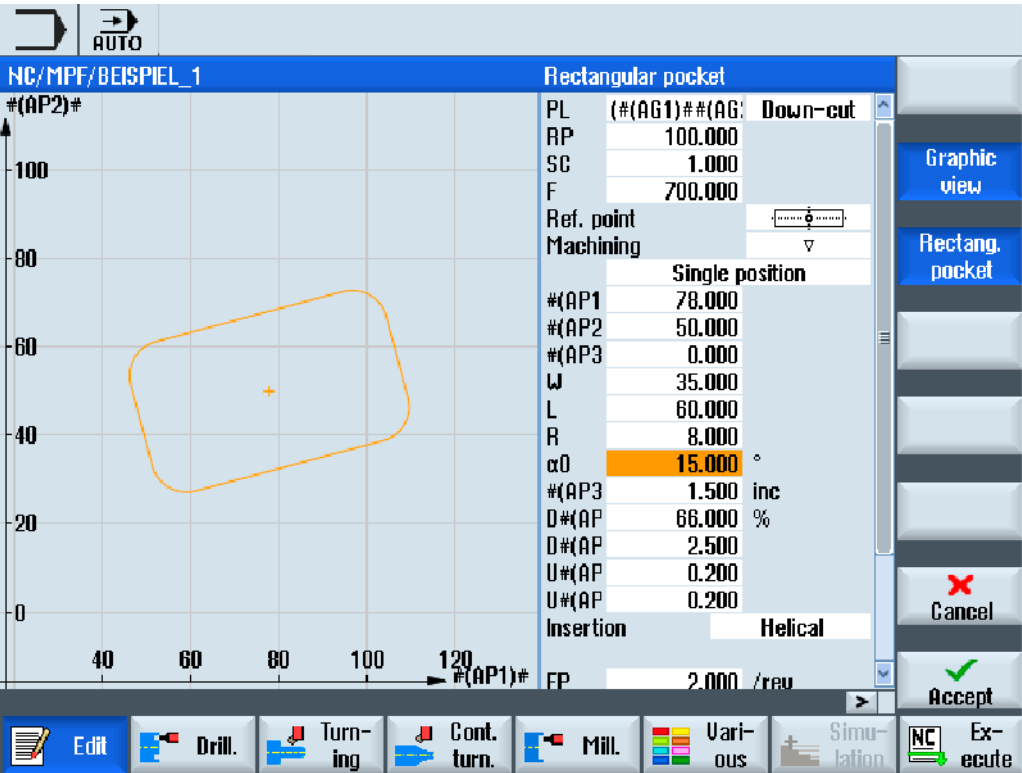 AUTO
NC/MPF/BEISPIEL_1
Rectangular pocket
#(AP2)#
100
80
60
40
20
0
40 60 80 100 120
#(AP1)#
PL (#(AG1)##(AG: Down-cut
RP 100.000
SC 1.000
F 700.000
Ref. point
Machining ▽
Single position
#(AP1 78.000
#(AP2 50.000
#(AP3 0.000
W 35.000
L 60.000
R 8.000
α0 15.000 °
#(AP3 1.500 inc
D#(AP 66.000 %
D#(AP 2.500
U#(AP 0.200
U#(AP 0.200
Insertion Helical
EP 2.000 /rev
Graphic
view
Rectang.
pocket
Cancel
Accept
>
Edit
Drill.
Turn-
ing
Cont.
turn.
Mill.
Vari-
ous
Simu-
lation
NC
Ex-
ecute